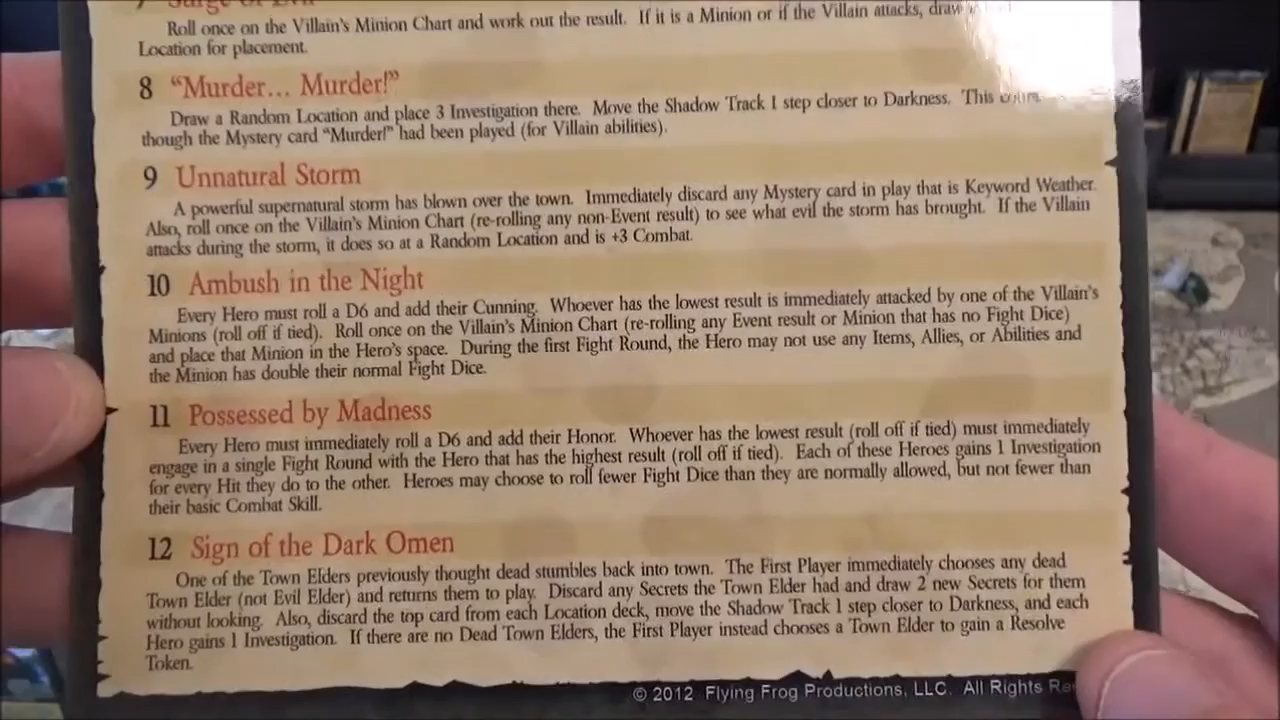 7 Surge of Evil
Roll once on the Villain's Minion Chart and work out the result. If it is a Minion or if the Villain attacks, draw
Location for placement.
8 "Murder... Murder!"
Draw a Random Location and place 3 Investigation there. Move the Shadow Track 1 step closer to Darkness. This
though the Mystery card "Murder!" had been played (for Villain abilities).
9 Unnatural Storm
A powerful supernatural storm has blown over the town. Immediately discard any Mystery card in play that is Keyword Weather.
Also, roll once on the Villain's Minion Chart (re-rolling any non-Event result) to see what evil the storm has brought. If the Villain
attacks during the storm, it does so at a Random Location and is +3 Combat.
10 Ambush in the Night
Every Hero must roll a D6 and add their Cunning. Whoever has the lowest result is immediately attacked by one of the Villain's
Minions (roll off if tied). Roll once on the Villain's Minion Chart (re-rolling any Event result or Minion that has no Fight Dice)
and place that Minion in the Hero's space. During the first Fight Round, the Hero may not use any Items, Allies, or Abilities and
the Minion has double their normal Fight Dice.
11 Possessed by Madness
Every Hero must immediately roll a D6 and add their Honor. Whoever has the lowest result (roll off if tied) must immediately
engage in a single Fight Round with the Hero that has the highest result (roll off if tied). Each of these Heroes gains 1 Investigation
for every Hit they do to the other. Heroes may choose to roll fewer Fight Dice than they are normally allowed, but not fewer than
their basic Combat Skill.
12 Sign of the Dark Omen
One of the Town Elders previously thought dead stumbles back into town. The First Player immediately chooses any dead
Town Elder (not Evil Elder) and returns them to play. Discard any Secrets the Town Elder had and draw 2 new Secrets for them
without looking. Also, discard the top card from each Location deck, move the Shadow Track 1 step closer to Darkness, and each
Hero gains 1 Investigation. If there are no Dead Town Elders, the First Player instead chooses a Town Elder to gain a Resolve
Token.
© 2012 Flying Frog Productions, LLC. All Rights